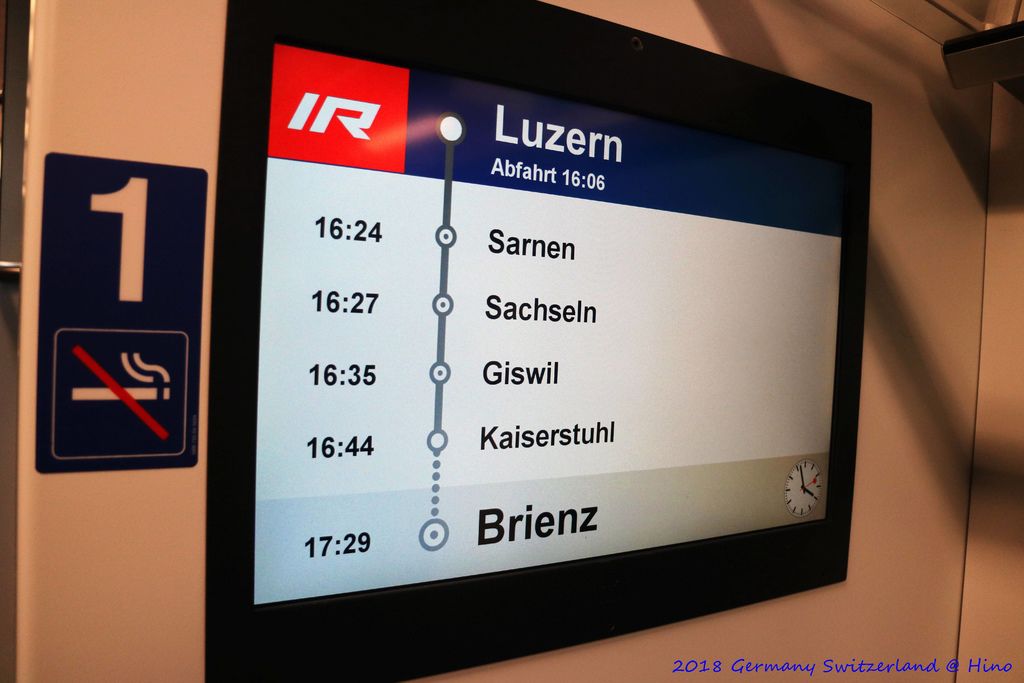 1
IR
Luzern
Abfahrt 16:06
16:24 Sarnen
16:27 Sachseln
16:35 Giswil
16:44 Kaiserstuhl
17:29 Brienz
2018 Germany Switzerland @ Hino